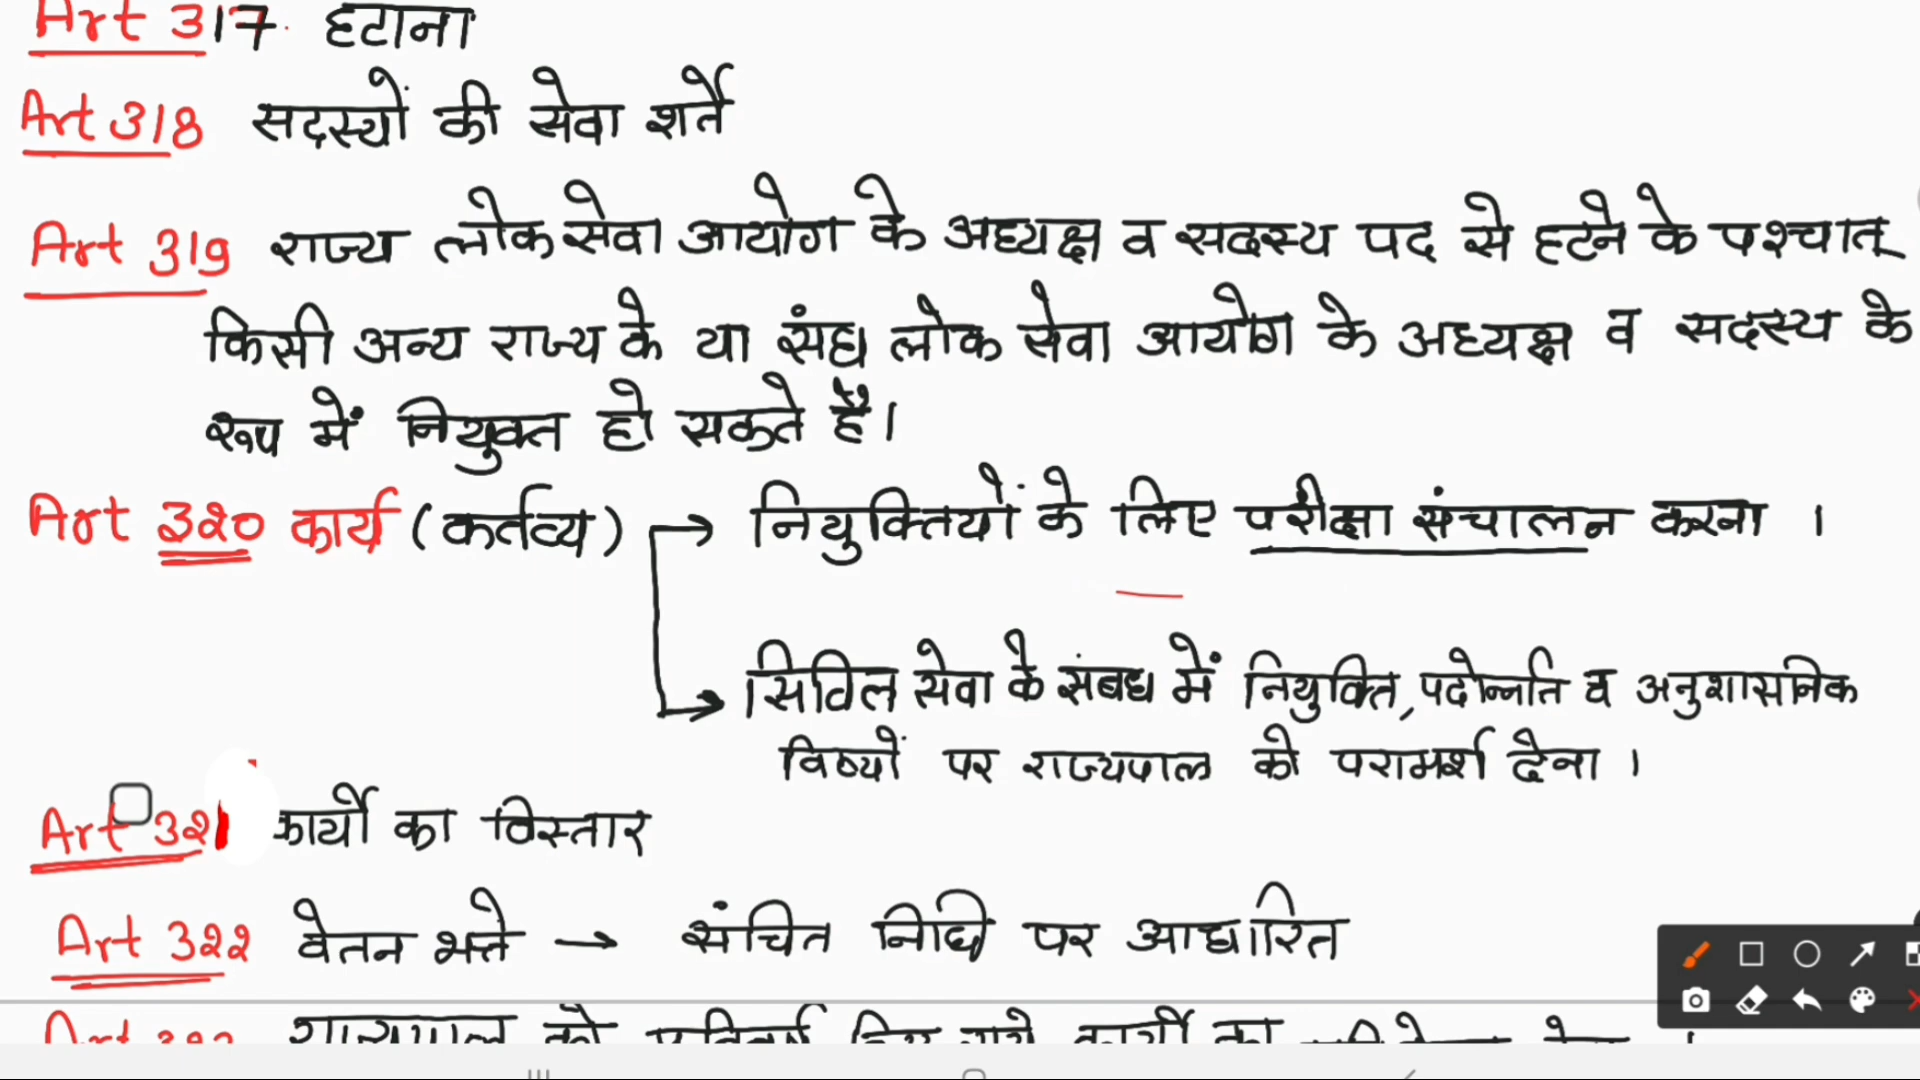 Art 317 हटाना
Art 318 सदस्यों की सेवा शर्ते
Art 319 राज्य लोक सेवा आयोग के अध्यक्ष व सदस्य पद से हटने के पश्चात
किसी अन्य राज्य के या संघ लोक सेवा आयोग के अध्यक्ष व सदस्य के
रूप में नियुक्त हो सकते है।
Art 320 कार्य (कर्तव्य) → नियुक्तियों के लिए परीक्षा संचालन करना ।
→ सिविल सेवा के संबध में नियुक्ति, पदोन्नति व अनुशासनिक
विषयों पर राज्यपाल को परामर्श देना ।
Art 321 कार्यो का विस्तार
Art 322 वेतन भत्ते → संचित निधि पर आधारित
राज्यपाल को